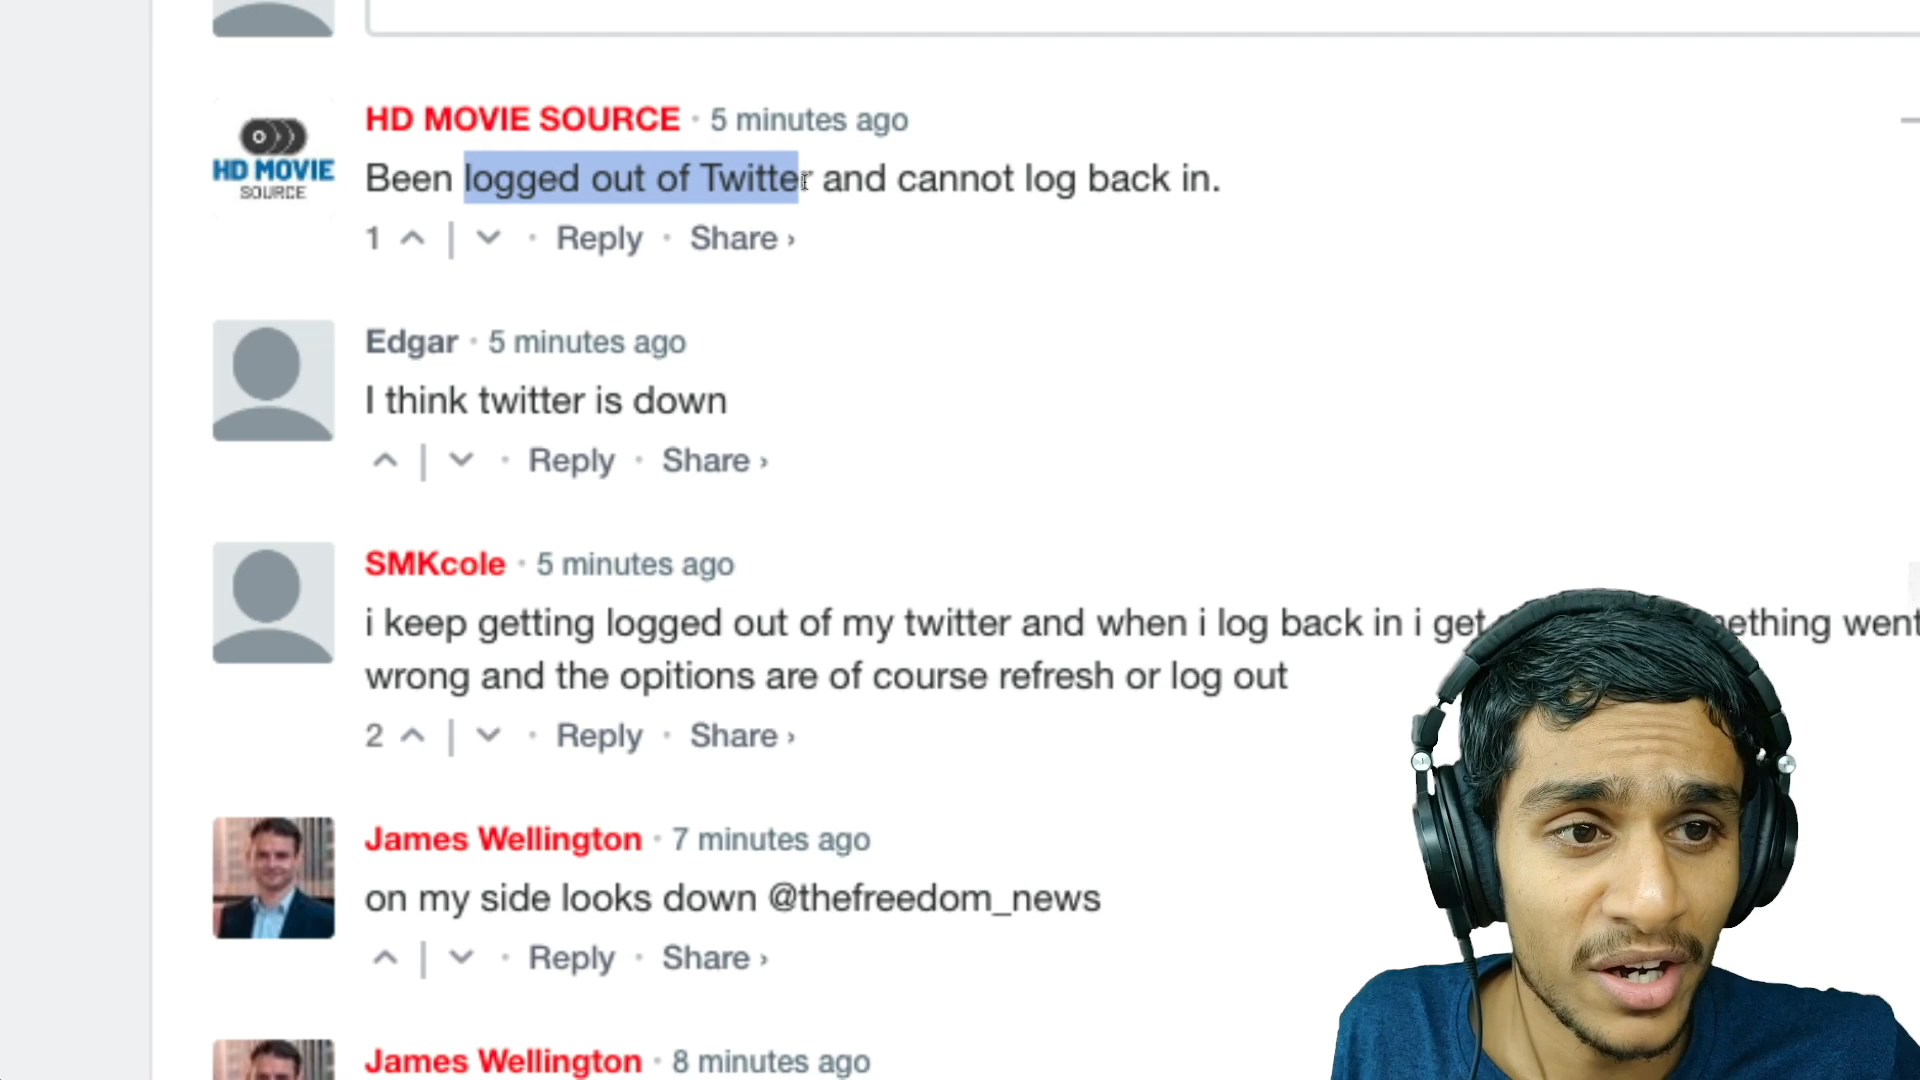 HD MOVIE SOURCE • 5 minutes ago
HD MOVIE
SOURCE
Been logged out of Twitter and cannot log back in.
1 Reply • Share ›
Edgar • 5 minutes ago
I think twitter is down
Reply • Share ›
SMKcole • 5 minutes ago
i keep getting logged out of my twitter and when i log back in i get went
wrong and the opitions are of course refresh or log out
2 Reply • Share ›
James Wellington • 7 minutes ago
on my side looks down @thefreedom_news
Reply • Share ›
James Wellington • 8 minutes ago